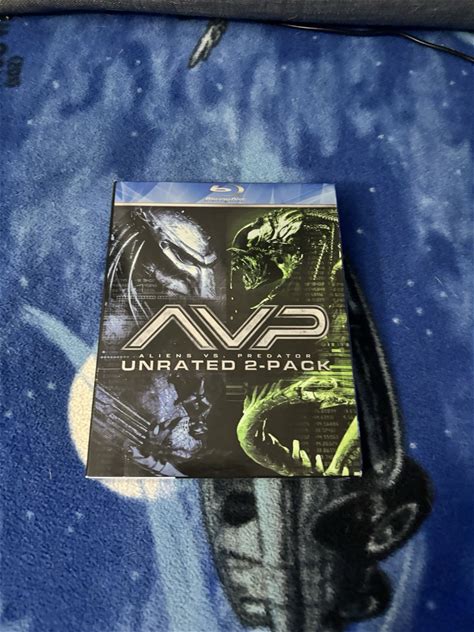 Blu-ray Disc
AVP
ALIENS VS. PREDATOR
UNRATED 2-PACK